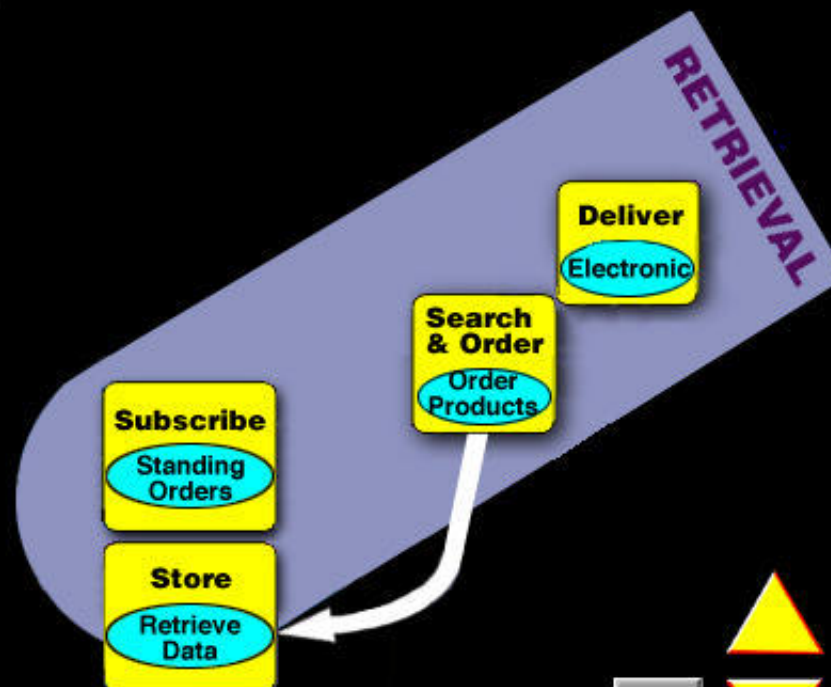 RETRIEVAL
Deliver
Electronic
Search
& Order
Order
Products
Subscribe
Standing
Orders
Store
Retrieve
Data